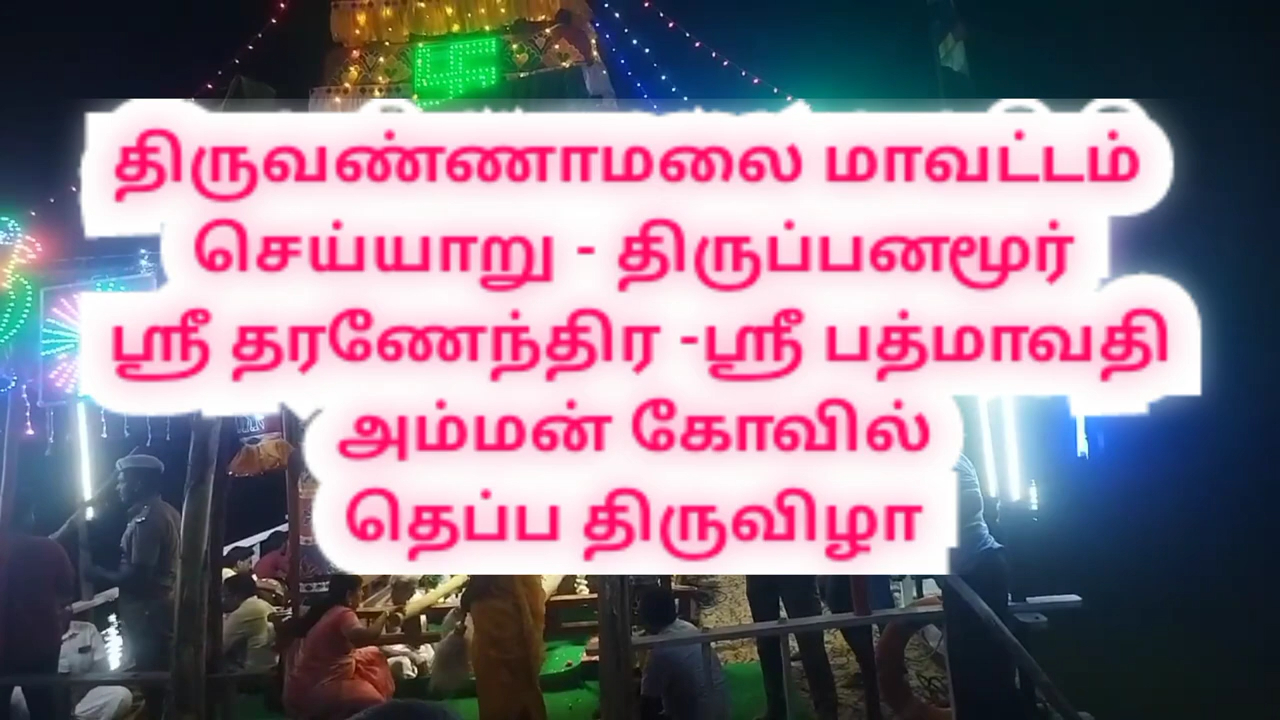 திருவண்ணாமலை மாவட்டம்
செய்யாறு - திருப்பனமூர்
ஸ்ரீ தரணேந்திர -ஸ்ரீ பத்மாவதி
அம்மன் கோவில்
தெப்ப திருவிழா